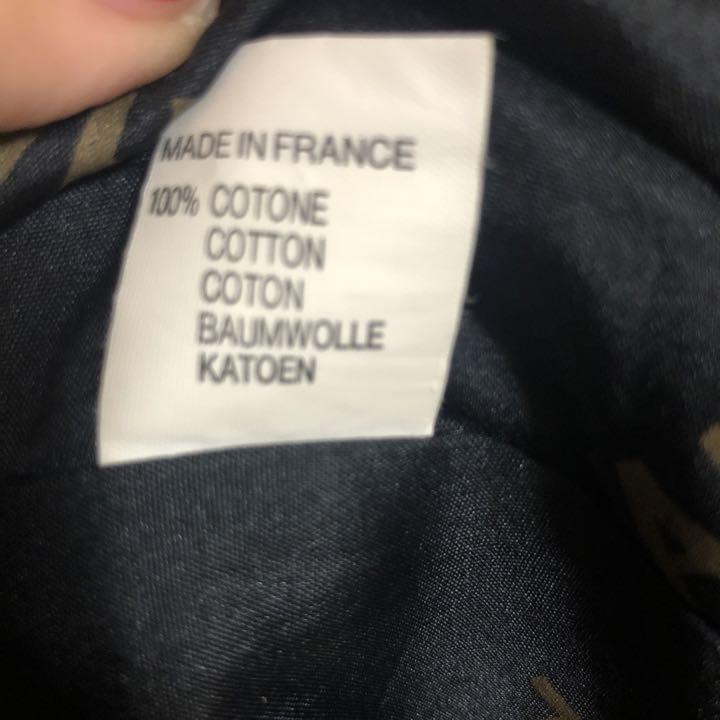 MADE IN FRANCE
100% COTONE
COTTON
COTON
BAUMWOLLE
KATOEN